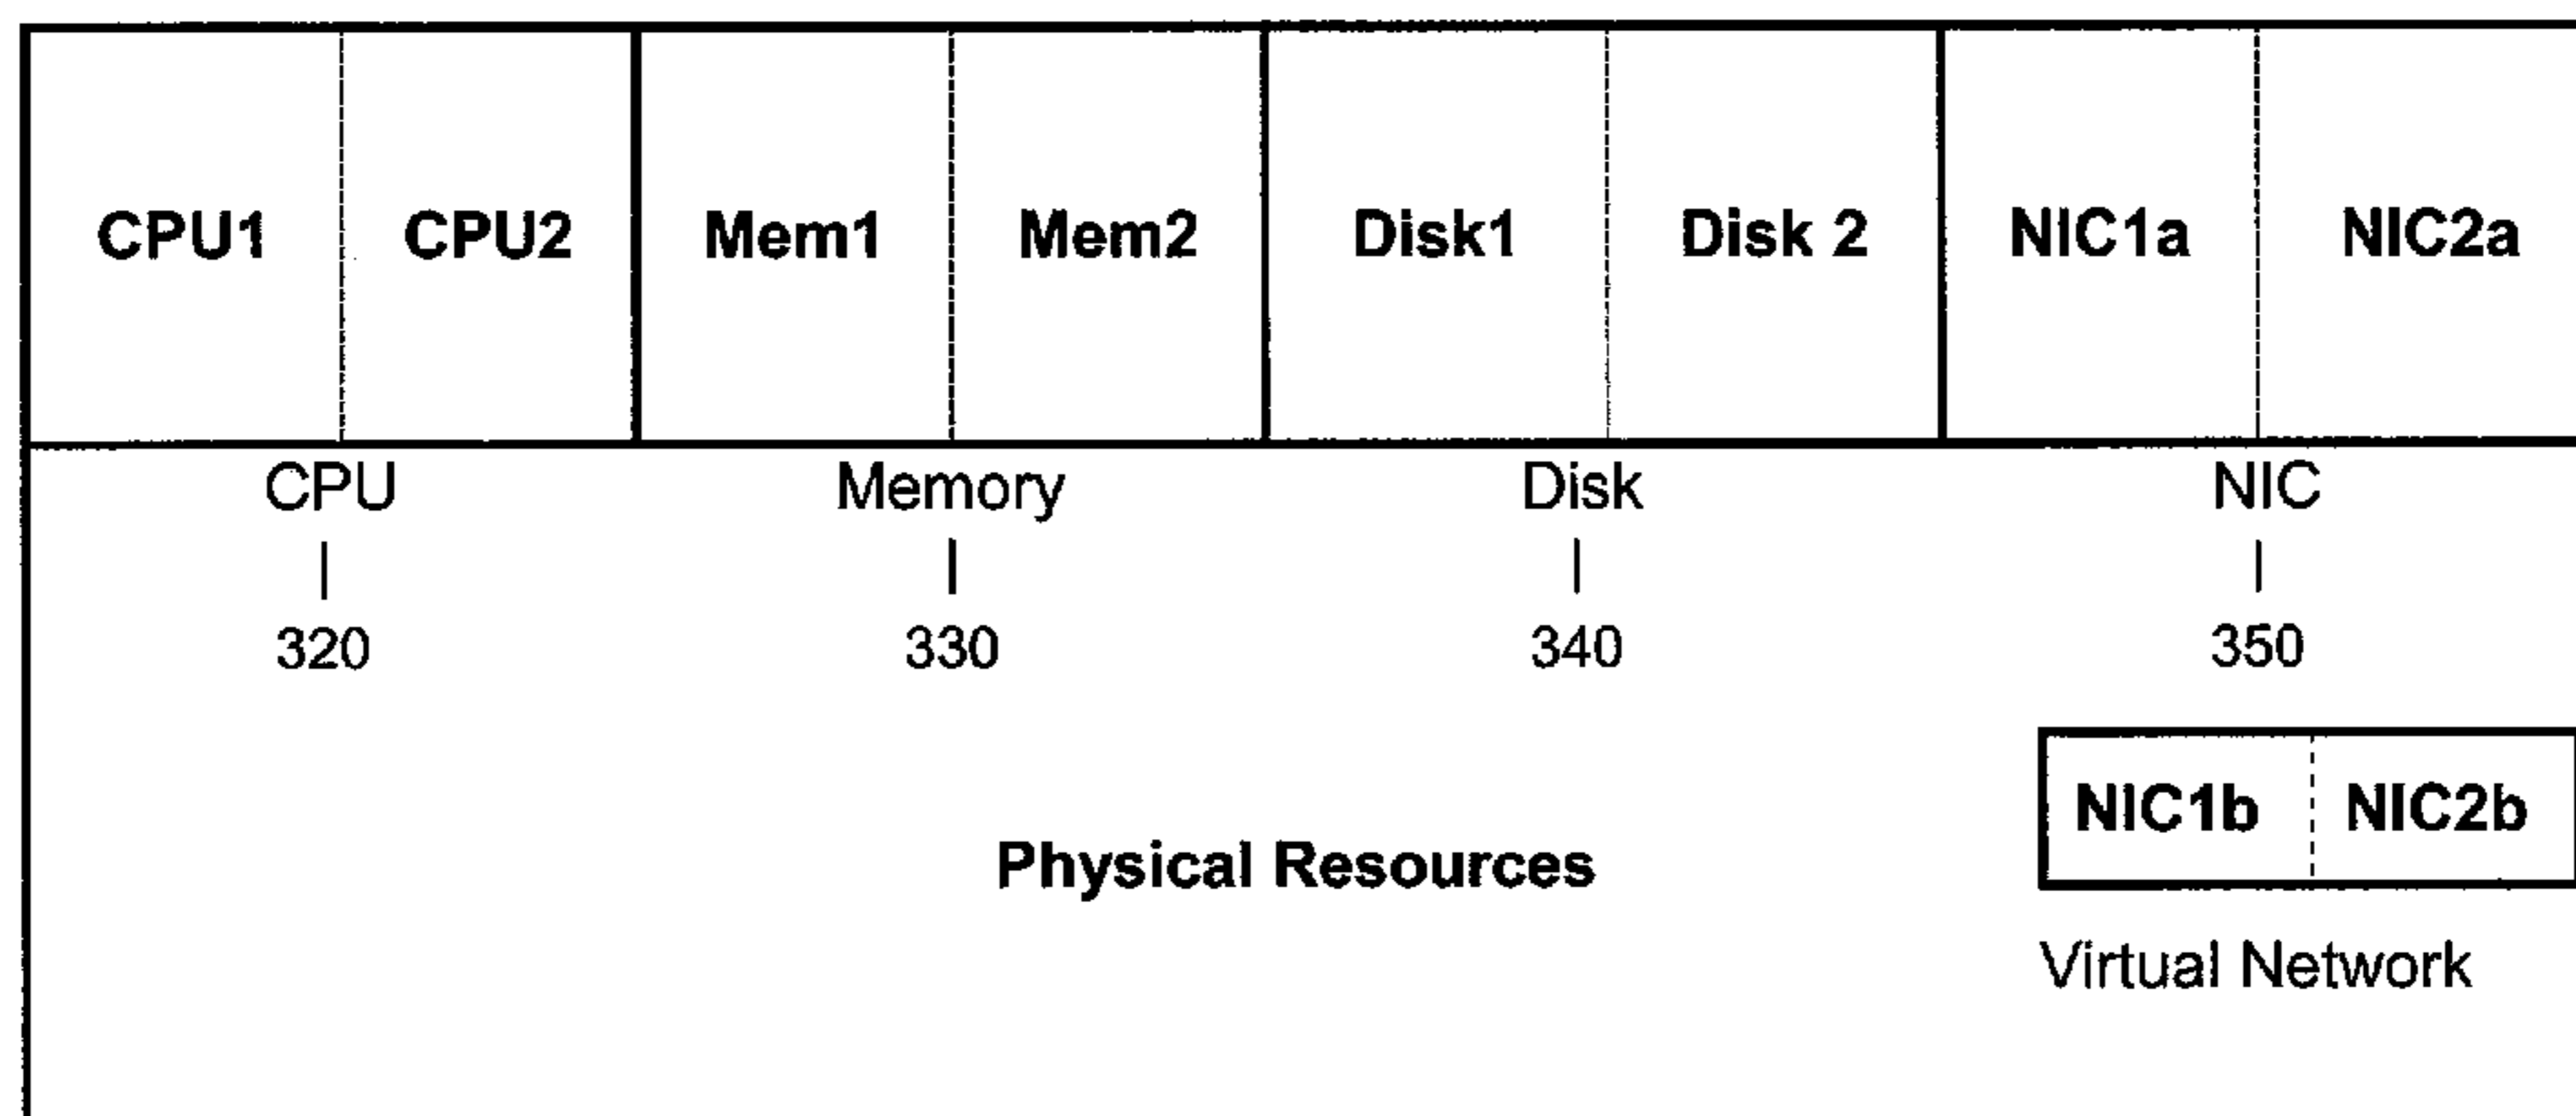 CPU1 CPU2 Mem1 Mem2 Disk1 Disk 2 NIC1a NIC2a
CPU Memory Disk NIC
320 330 340 350
NIC1b NIC2b
Physical Resources
Virtual Network